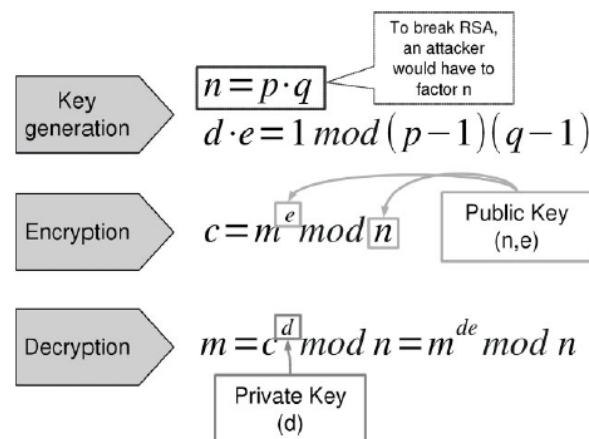 To break RSA,
an attacker
would have to
factor n
Key
generation
n = p·q
d·e = 1 mod (p−1)(q−1)
Encryption
c = m^e mod n
Public Key
(n,e)
Decryption
m = c^d mod n = m^de mod n
Private Key
(d)